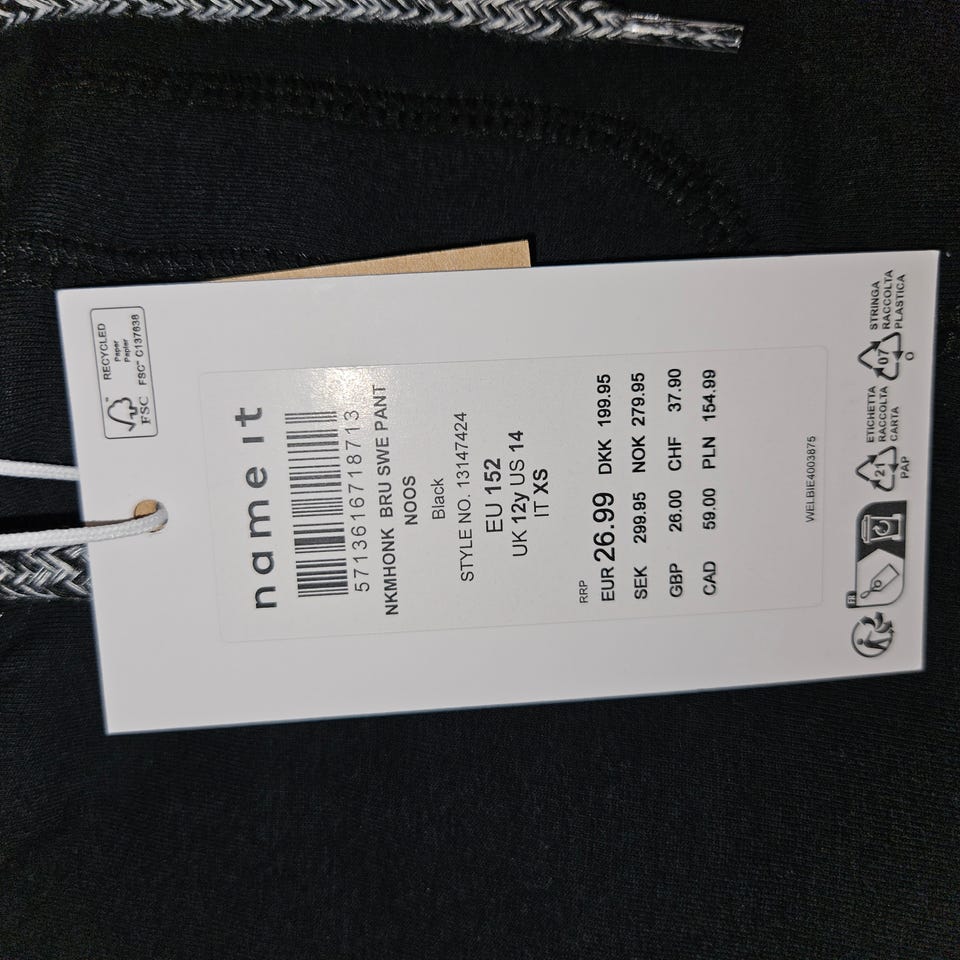 RECYCLED
Paper
Papier
FSC™
FSC™ C137638
name it
5713616718713
NKMHONK BRU SWE PANT
NOOS
Black
STYLE NO. 13147424
EU 152
UK 12y US 14
IT XS
RRP
EUR 26.99 DKK 199.95
SEK 299.95 NOK 279.95
GBP 26.00 CHF 37.90
CAD 59.00 PLN 154.99
WELBIE4003875
21
PAP
ETICHETTA
RACCOLTA
CARTA
07
O
STRINGA
RACCOLTA
PLASTICA